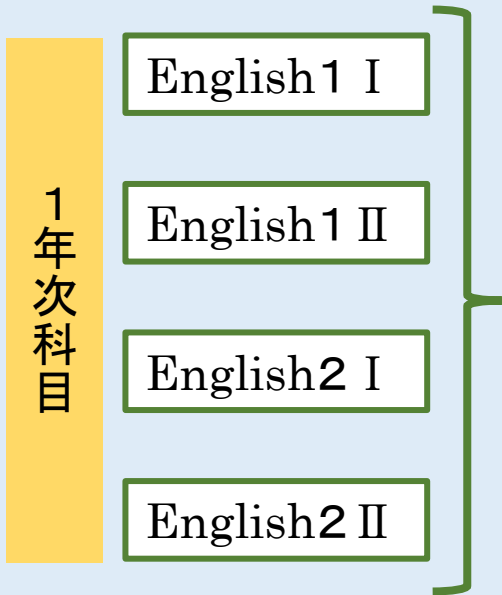 1年次科目
English1 Ⅰ
English1 Ⅱ
English2 Ⅰ
English2 Ⅱ